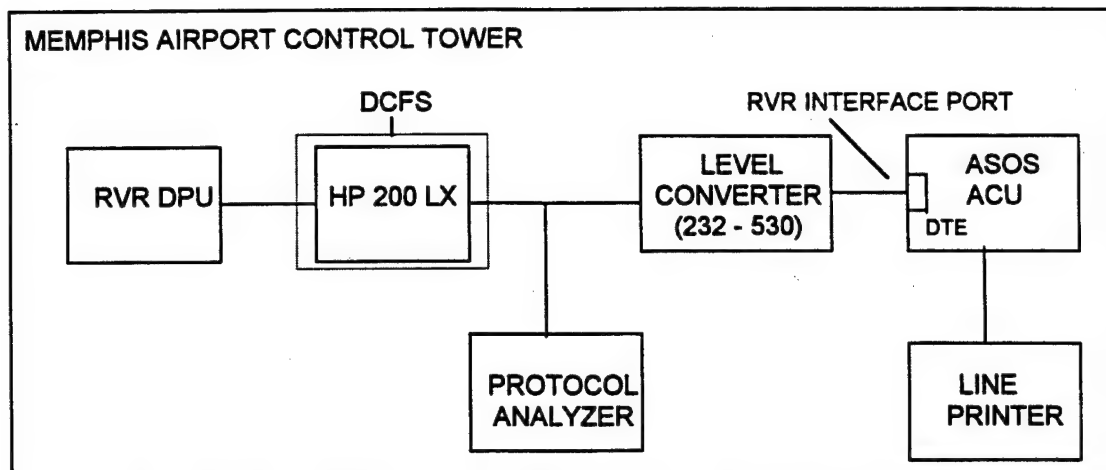 MEMPHIS AIRPORT CONTROL TOWER
DCFS
RVR INTERFACE PORT
RVR DPU
HP 200 LX
LEVEL
CONVERTER
(232 - 530)
ASOS
ACU
DTE
PROTOCOL
ANALYZER
LINE
PRINTER